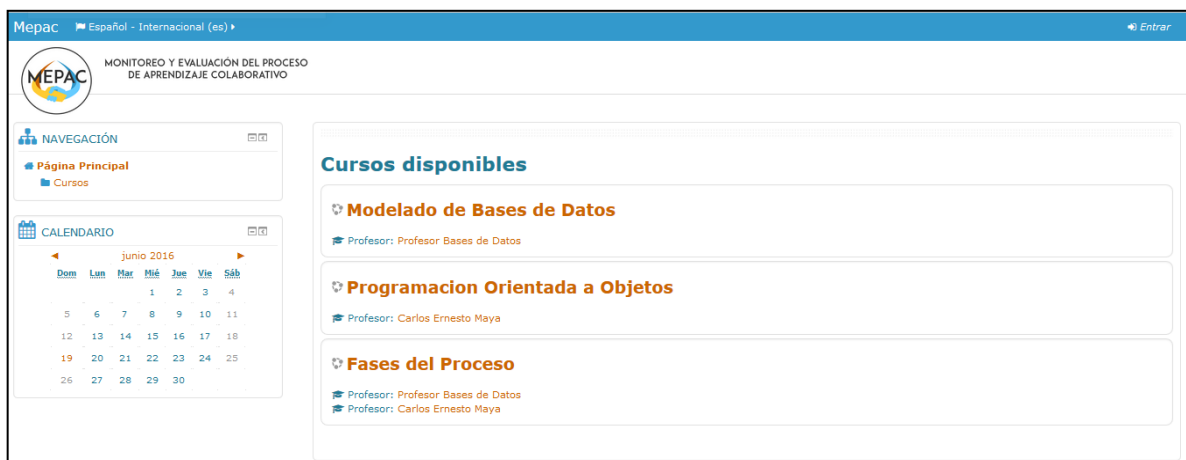 Mepac Español - Internacional (es) Entrar
MEPAC
MONITOREO Y EVALUACIÓN DEL PROCESO
DE APRENDIZAJE COLABORATIVO
NAVEGACIÓN
Página Principal
Cursos
CALENDARIO
junio 2016
Dom Lun Mar Mié Jue Vie Sáb
1 2 3 4
5 6 7 8 9 10 11
12 13 14 15 16 17 18
19 20 21 22 23 24 25
26 27 28 29 30
Cursos disponibles
Modelado de Bases de Datos
Profesor: Profesor Bases de Datos
Programacion Orientada a Objetos
Profesor: Carlos Ernesto Maya
Fases del Proceso
Profesor: Profesor Bases de Datos
Profesor: Carlos Ernesto Maya